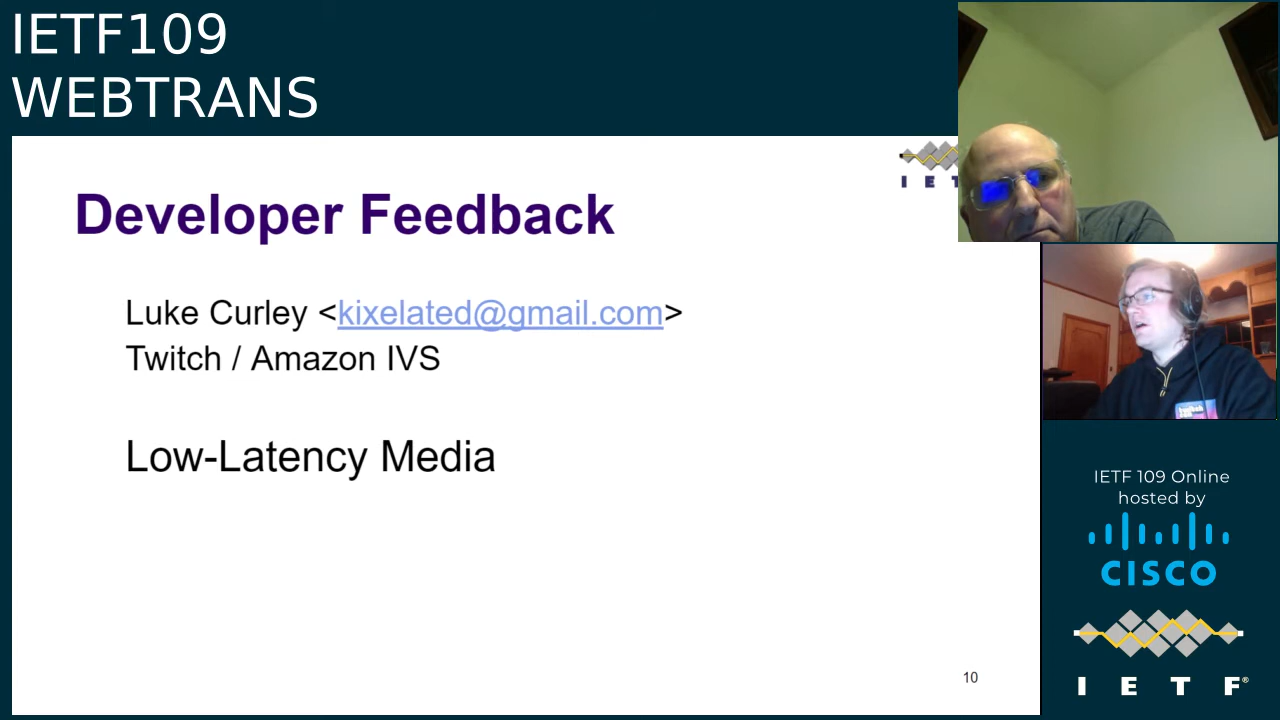 IETF109
WEBTRANS
I E T
Developer Feedback
Luke Curley <kixelated@gmail.com>
Twitch / Amazon IVS
Low-Latency Media
10
IETF 109 Online
hosted by
CISCO
I E T F®